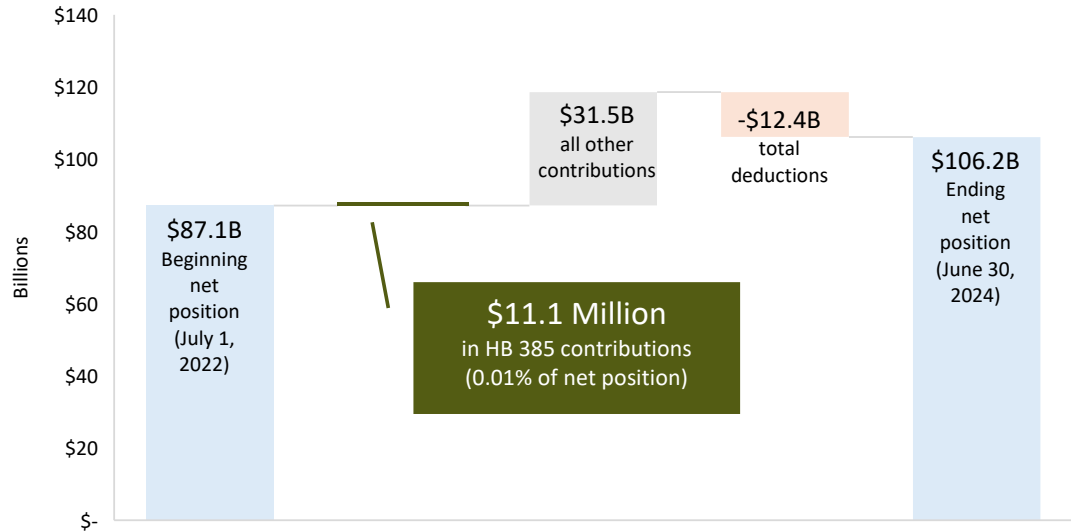 $140
$120
$100
$80
$60
$40
$20
$-
Billions
$87.1B
Beginning
net
position
(July 1,
2022)
$11.1 Million
in HB 385 contributions
(0.01% of net position)
$31.5B
all other
contributions
-$12.4B
total
deductions
$106.2B
Ending
net
position
(June 30,
2024)